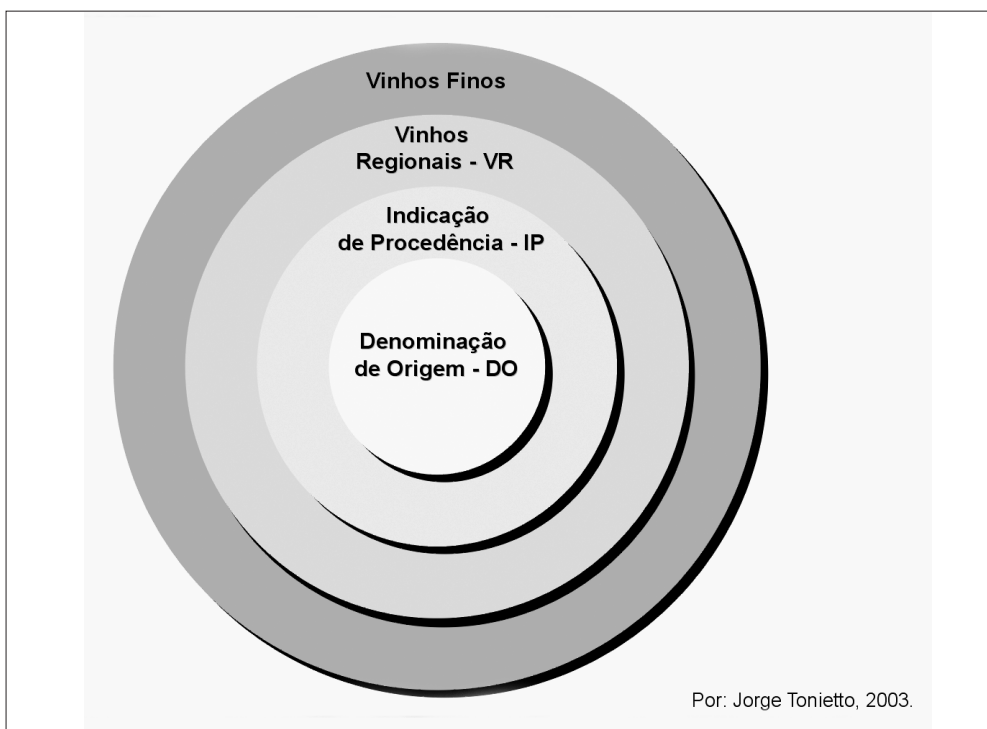 Vinhos Finos
Vinhos
Regionais - VR
Indicação
de Procedência - IP
Denominação
de Origem - DO
Por: Jorge Tonietto, 2003.